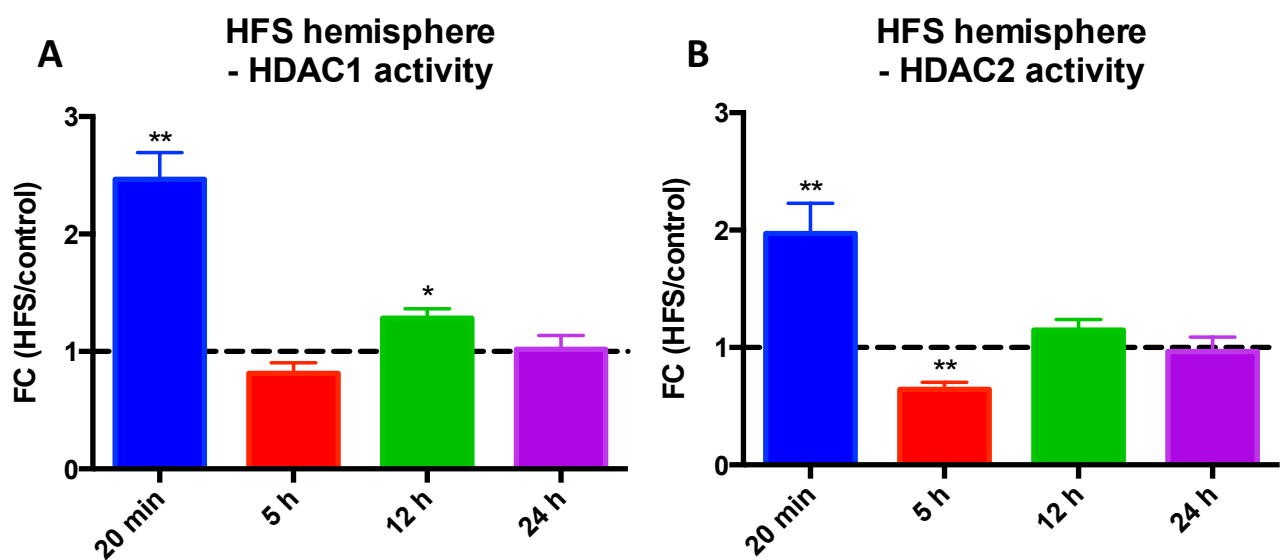 A
HFS hemisphere
- HDAC1 activity
FC (HFS/control)
3
2
1
0
**
*
20 min
5 h
12 h
24 h
B
HFS hemisphere
- HDAC2 activity
FC (HFS/control)
3
2
1
0
**
**
20 min
5 h
12 h
24 h